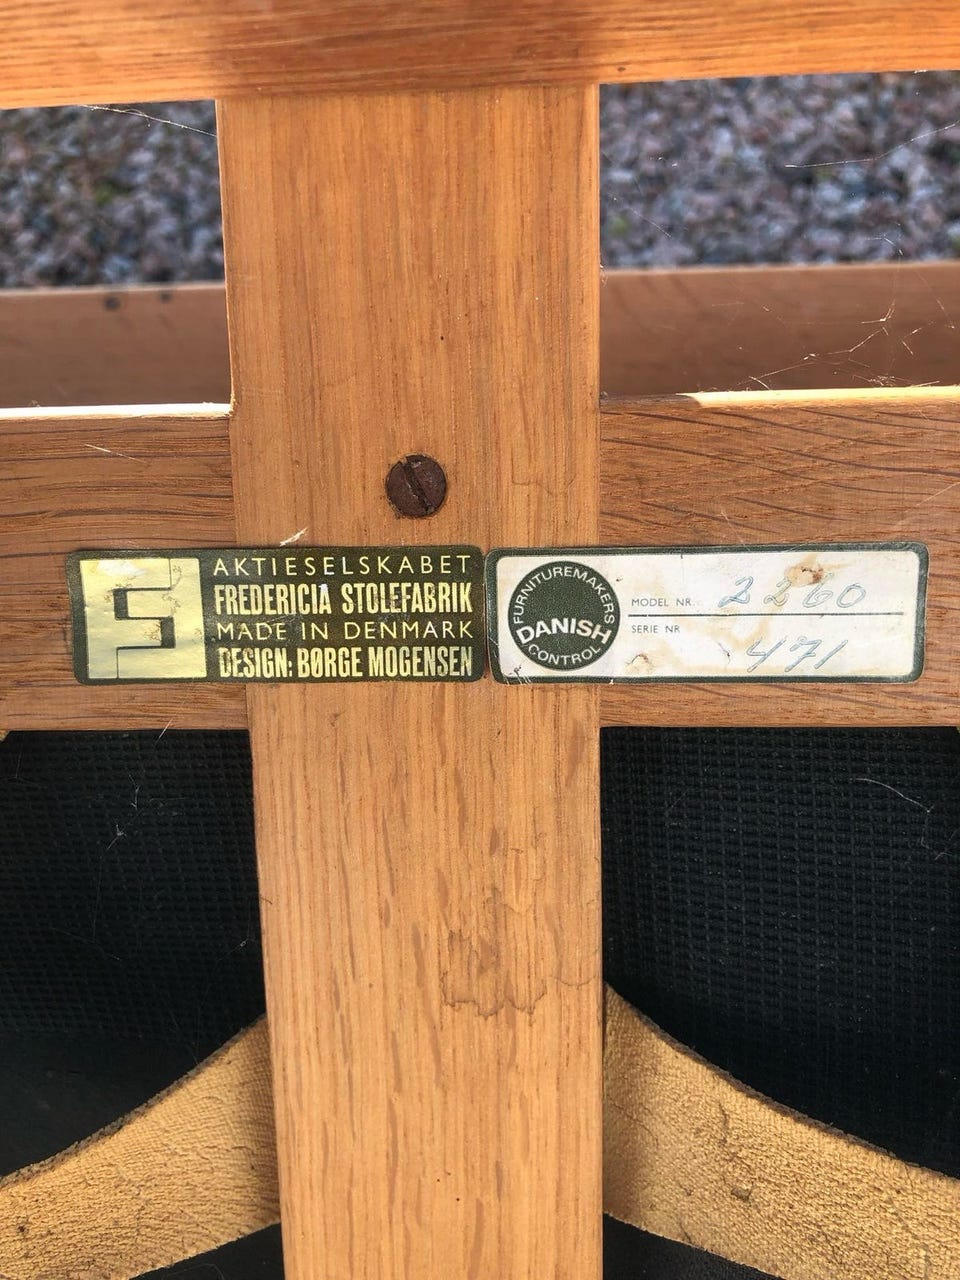 AKTIESELSKABET
FREDERICIA STOLEFABRIK
MADE IN DENMARK
DESIGN: BØRGE MOGENSEN
FURNITUREMAKERS
DANISH
CONTROL
MODEL NR. 2260
SERIE NR 471